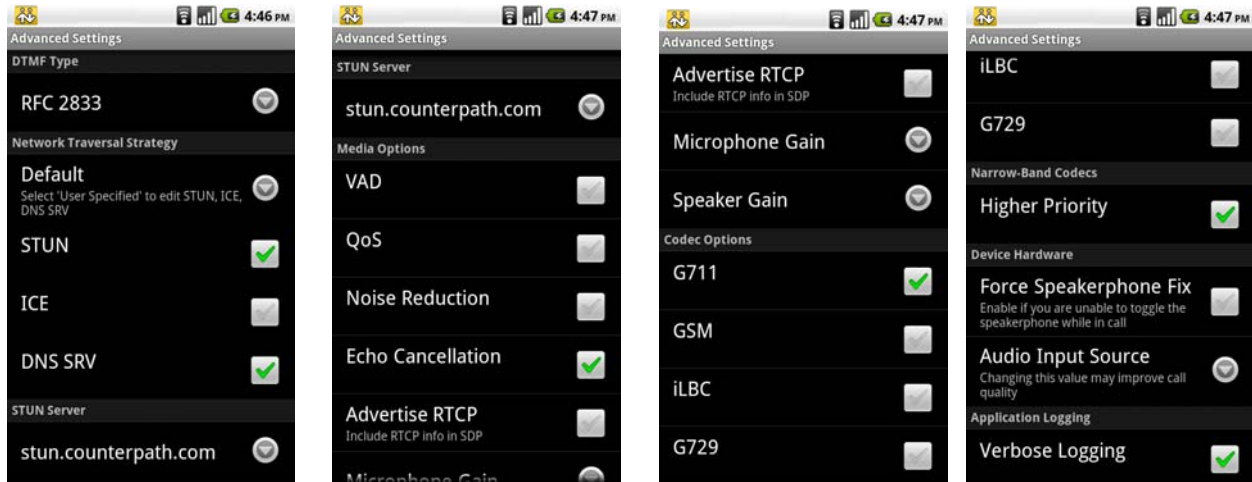 4:46 PM
Advanced Settings
DTMF Type
RFC 2833
Network Traversal Strategy
Default
Select 'User Specified' to edit STUN, ICE,
DNS SRV
STUN
ICE
DNS SRV
STUN Server
stun.counterpath.com
4:47 PM
Advanced Settings
STUN Server
stun.counterpath.com
Media Options
VAD
QoS
Noise Reduction
Echo Cancellation
Advertise RTCP
Include RTCP info in SDP
Microphone Gain
4:47 PM
Advanced Settings
Advertise RTCP
Include RTCP info in SDP
Microphone Gain
Speaker Gain
Codec Options
G711
GSM
iLBC
G729
4:47 PM
Advanced Settings
iLBC
G729
Narrow-Band Codecs
Higher Priority
Device Hardware
Force Speakerphone Fix
Enable if you are unable to toggle the
speakerphone while in call
Audio Input Source
Changing this value may improve call
quality
Application Logging
Verbose Logging